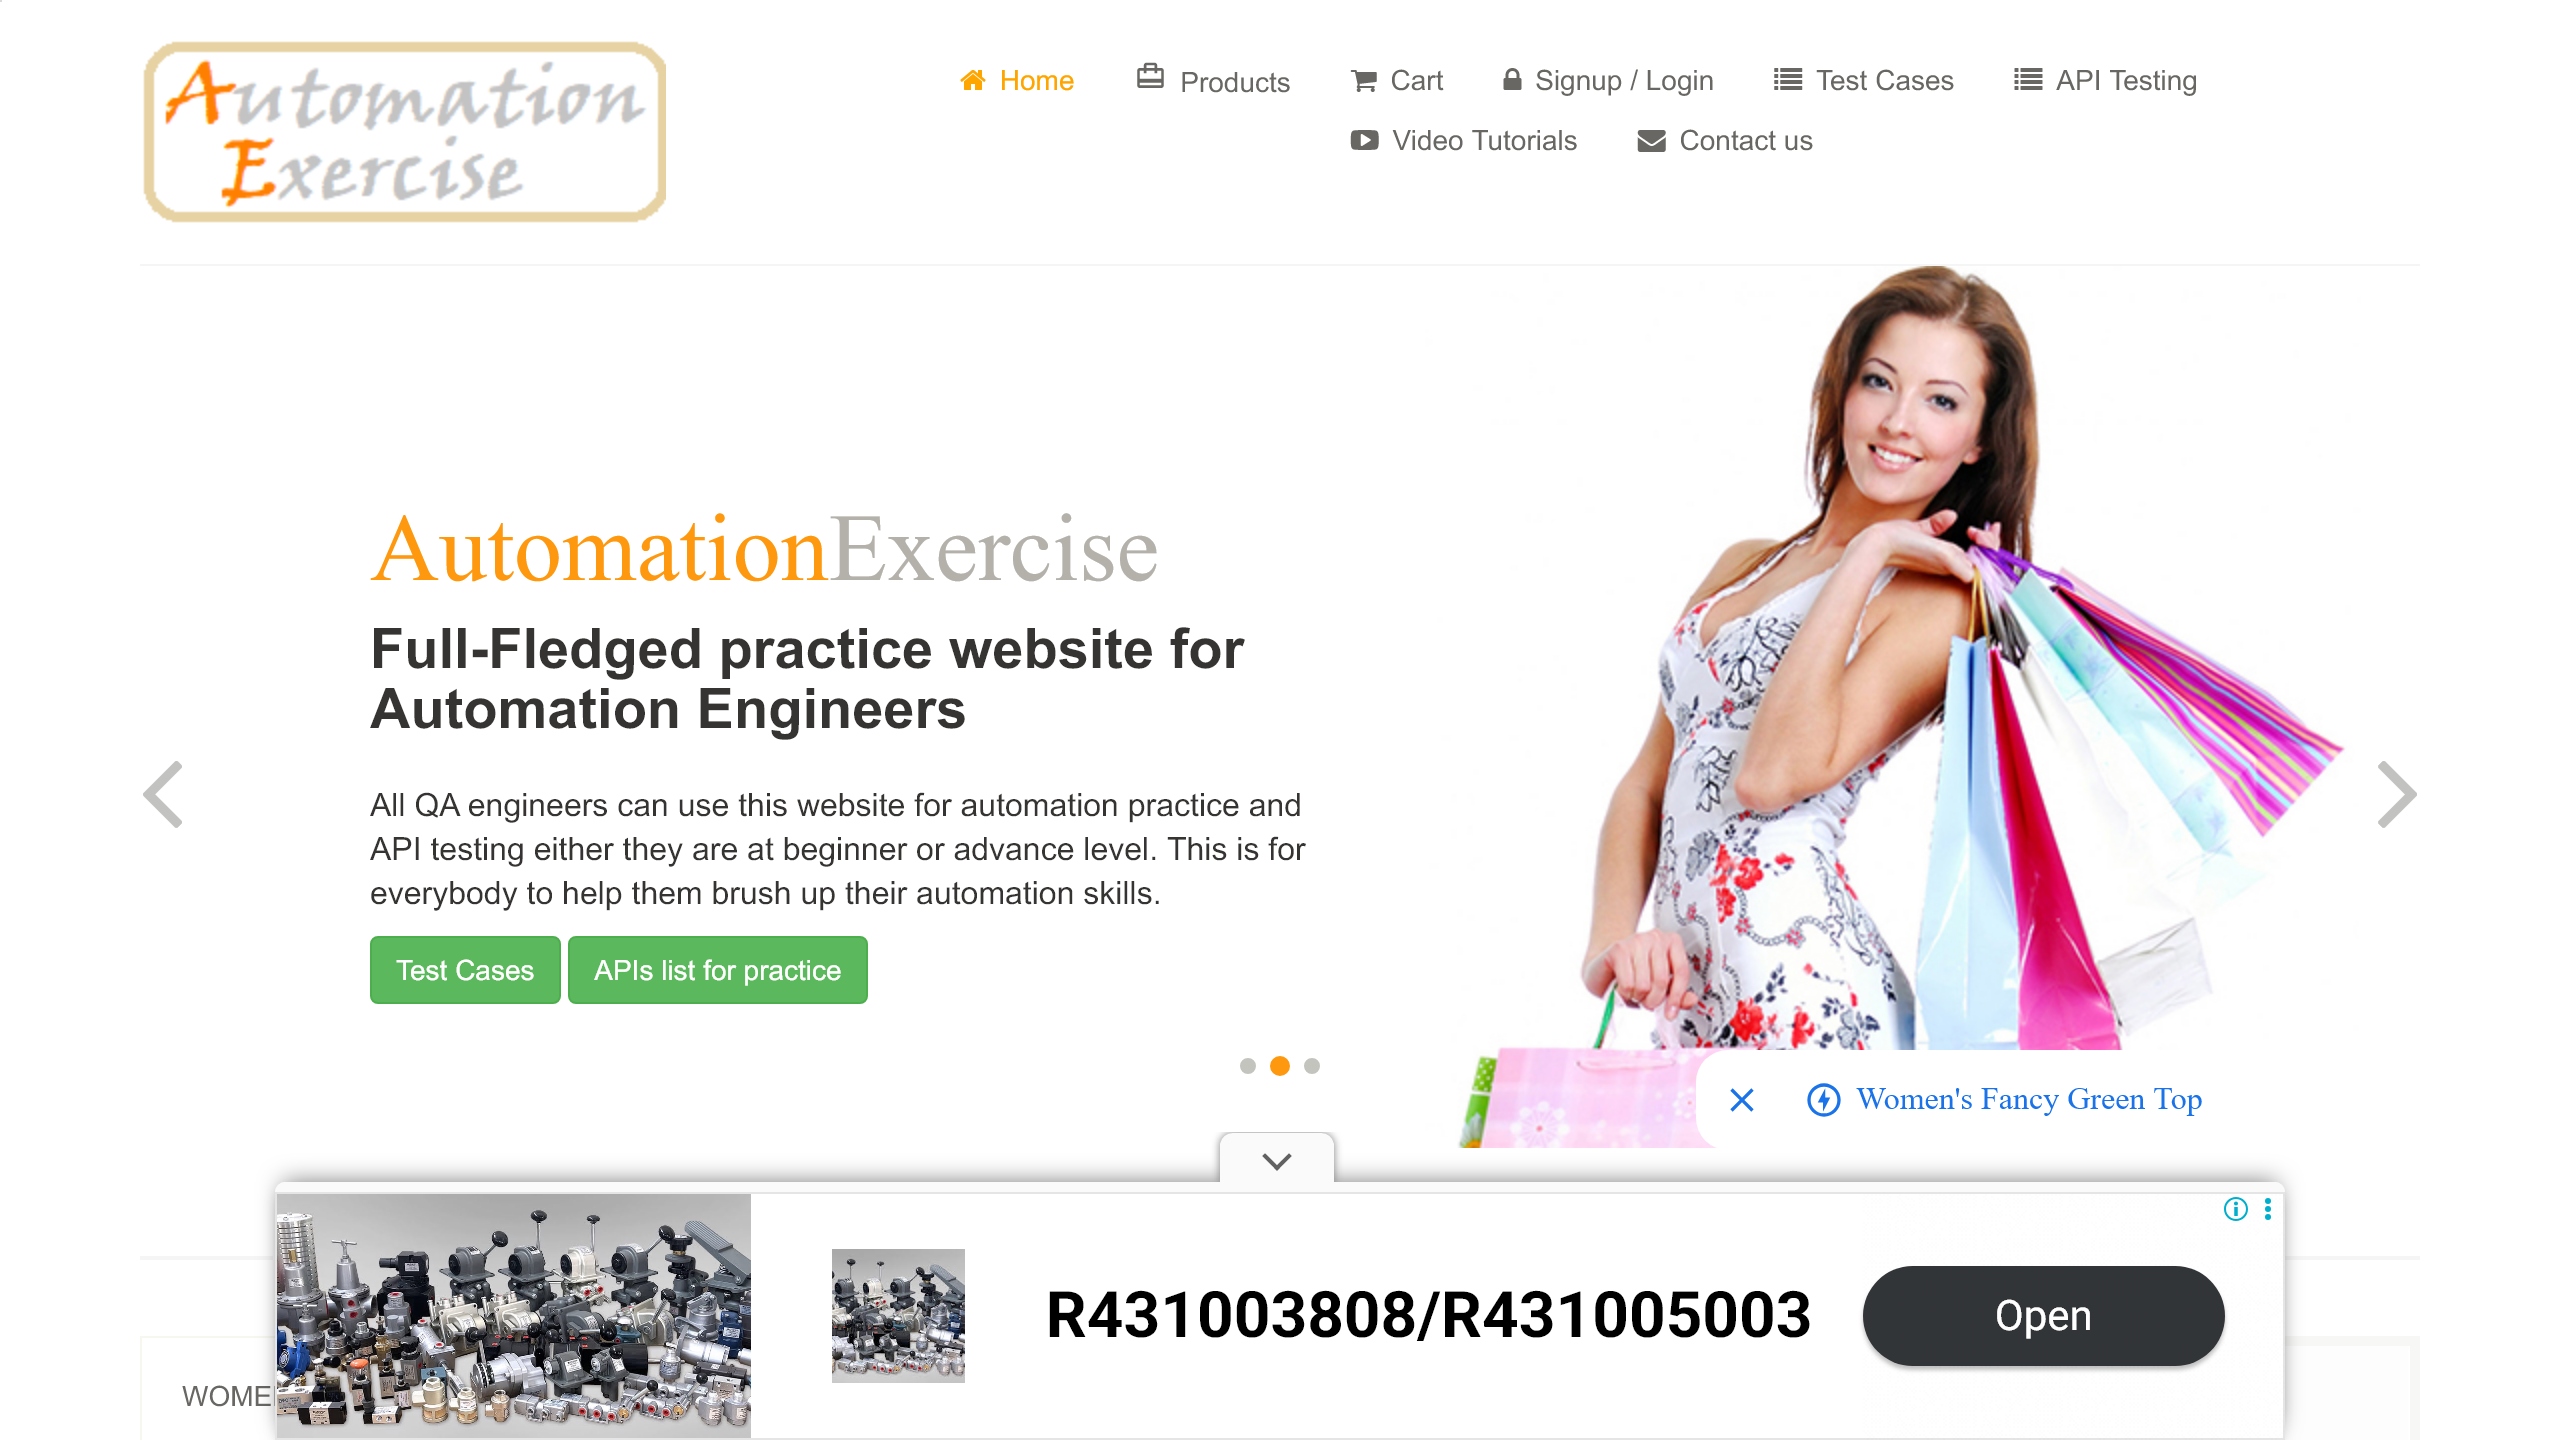 Automation
Exercise
Home Products Cart Signup / Login Test Cases API Testing
Video Tutorials Contact us
AutomationExercise
Full-Fledged practice website for
Automation Engineers
All QA engineers can use this website for automation practice and
API testing either they are at beginner or advance level. This is for
everybody to help them brush up their automation skills.
Test Cases APIs list for practice
Women's Fancy Green Top
R431003808/R431005003
Open
WOME